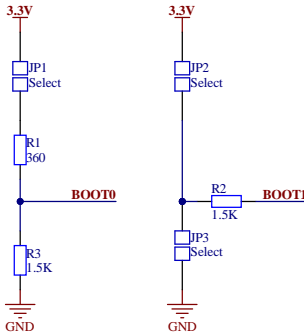 3.3V
3.3V
JP1
Select
JP2
Select
R1
360
BOOT0
R2
1.5K
BOOT1
R3
1.5K
JP3
Select
GND
GND